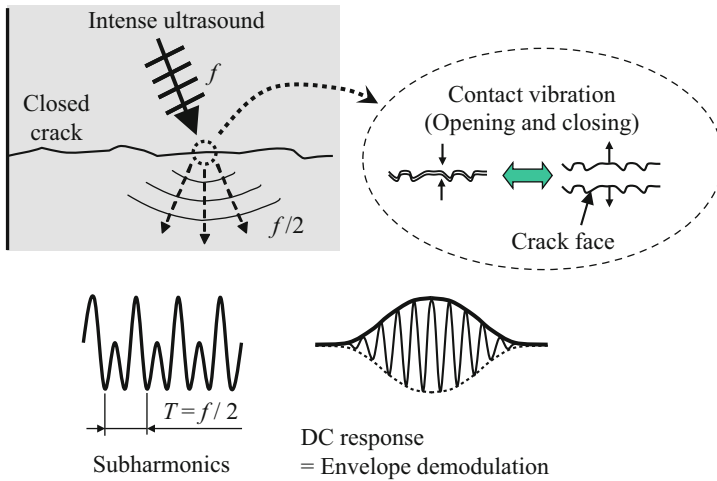 Intense ultrasound
f
Closed
crack
f/2
Contact vibration
(Opening and closing)
Crack face
T = f / 2
Subharmonics
DC response
= Envelope demodulation